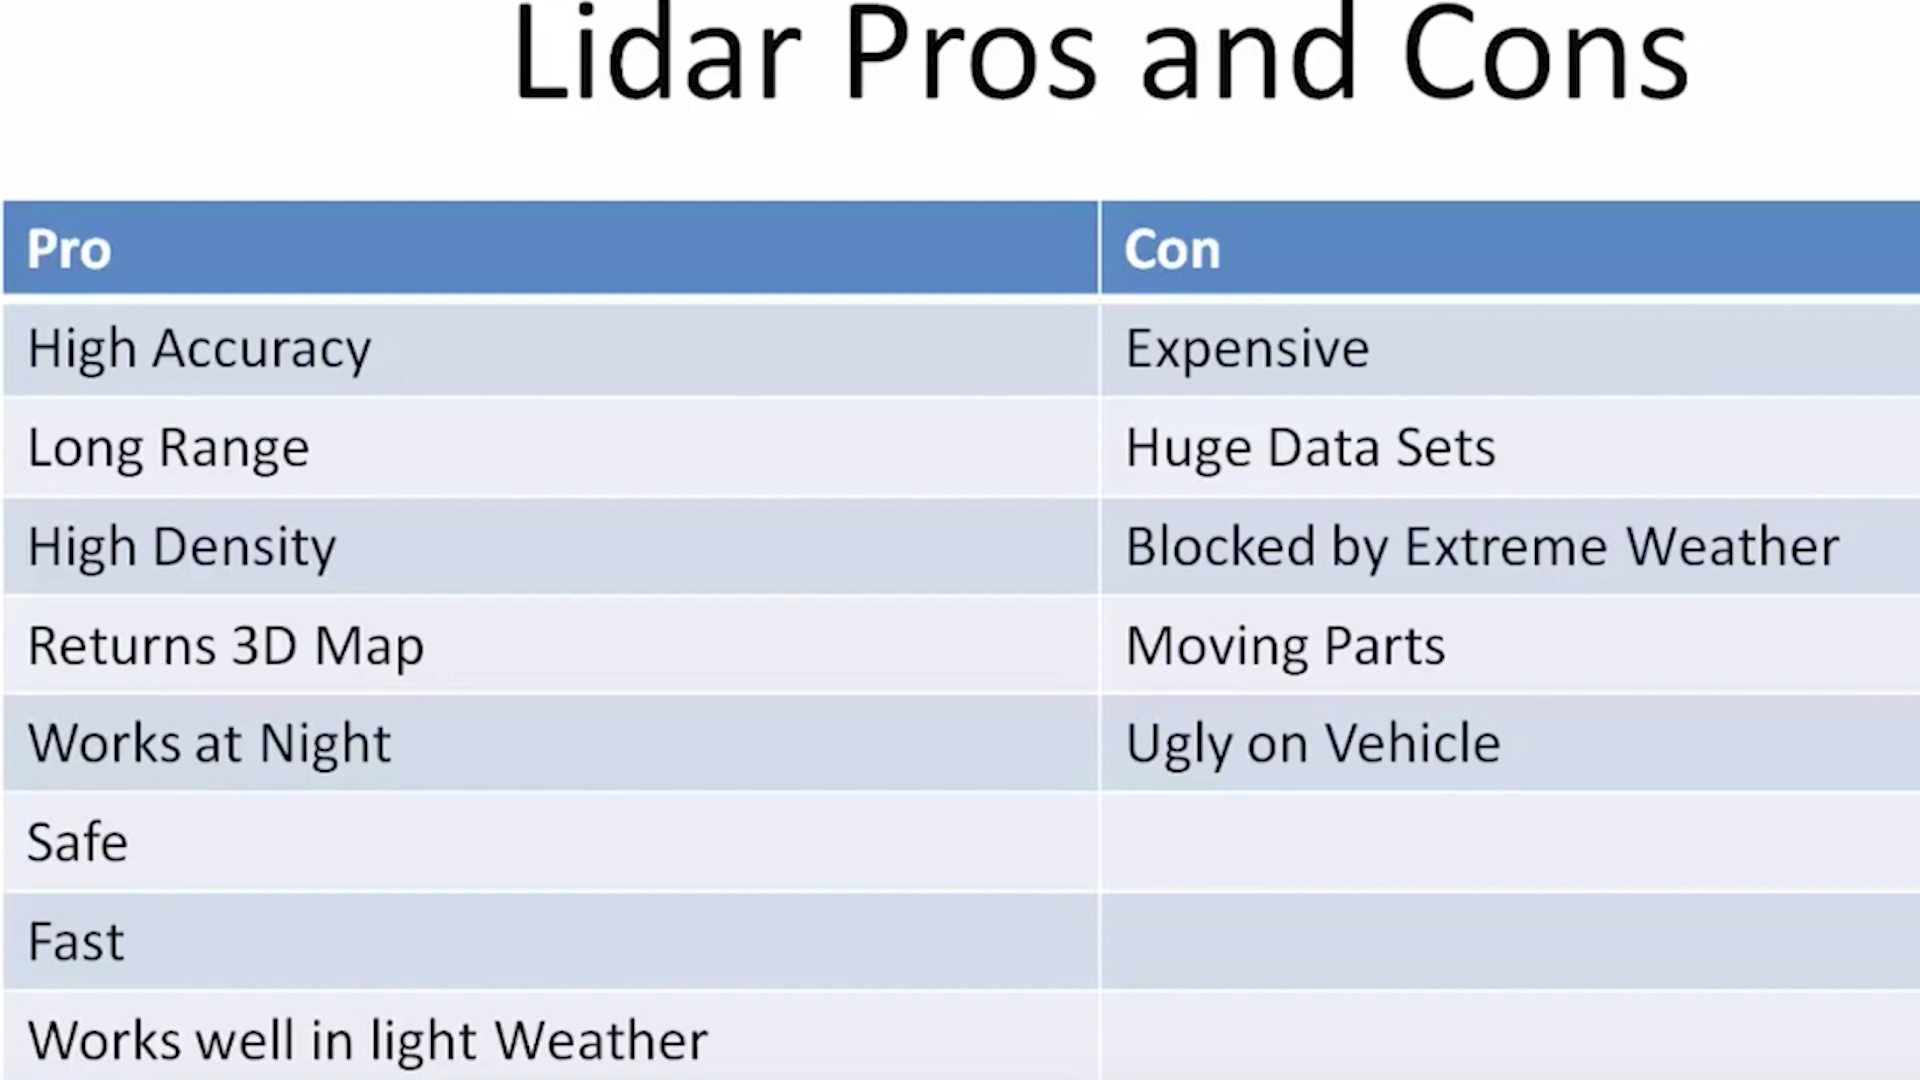 Lidar Pros and Cons
Pro Con
High Accuracy Expensive
Long Range Huge Data Sets
High Density Blocked by Extreme Weather
Returns 3D Map Moving Parts
Works at Night Ugly on Vehicle
Safe
Fast
Works well in light Weather